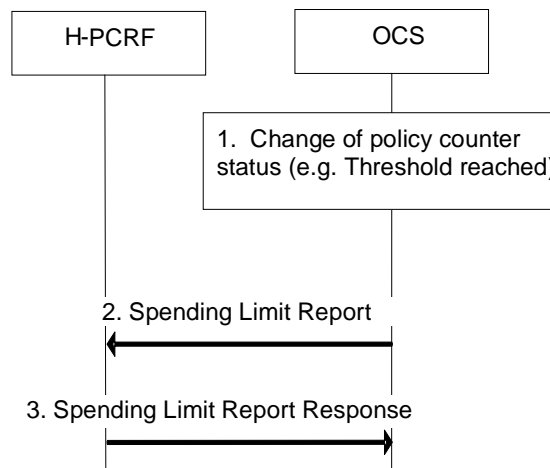 H-PCRF
OCS
1. Change of policy counter
status (e.g. Threshold reached)
2. Spending Limit Report
3. Spending Limit Report Response